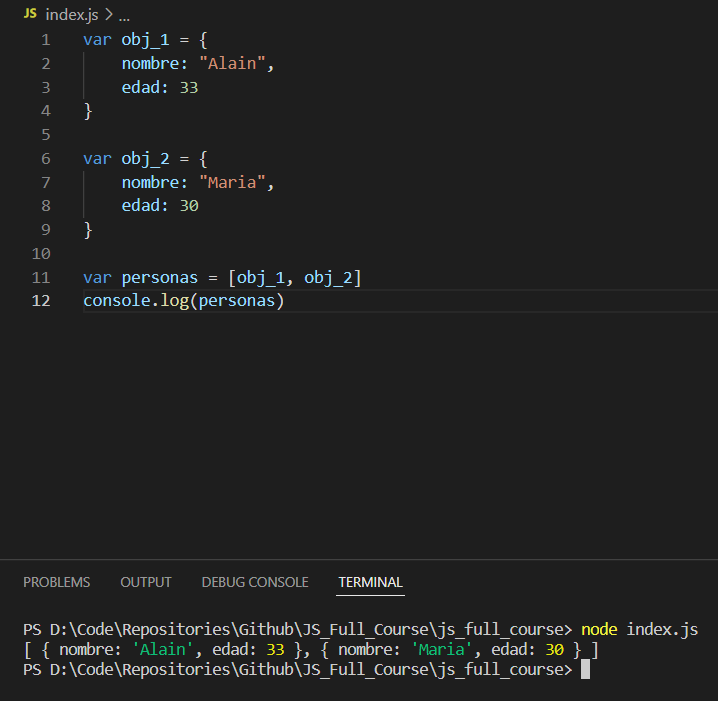 JS index.js > ...
1 var obj_1 = {
2     nombre: "Alain",
3     edad: 33
4 }
5
6 var obj_2 = {
7     nombre: "Maria",
8     edad: 30
9 }
10
11 var personas = [obj_1, obj_2]
12 console.log(personas)
PROBLEMS OUTPUT DEBUG CONSOLE TERMINAL
PS D:\Code\Repositories\Github\JS_Full_Course\js_full_course> node index.js
[ { nombre: 'Alain', edad: 33 }, { nombre: 'Maria', edad: 30 } ]
PS D:\Code\Repositories\Github\JS_Full_Course\js_full_course>